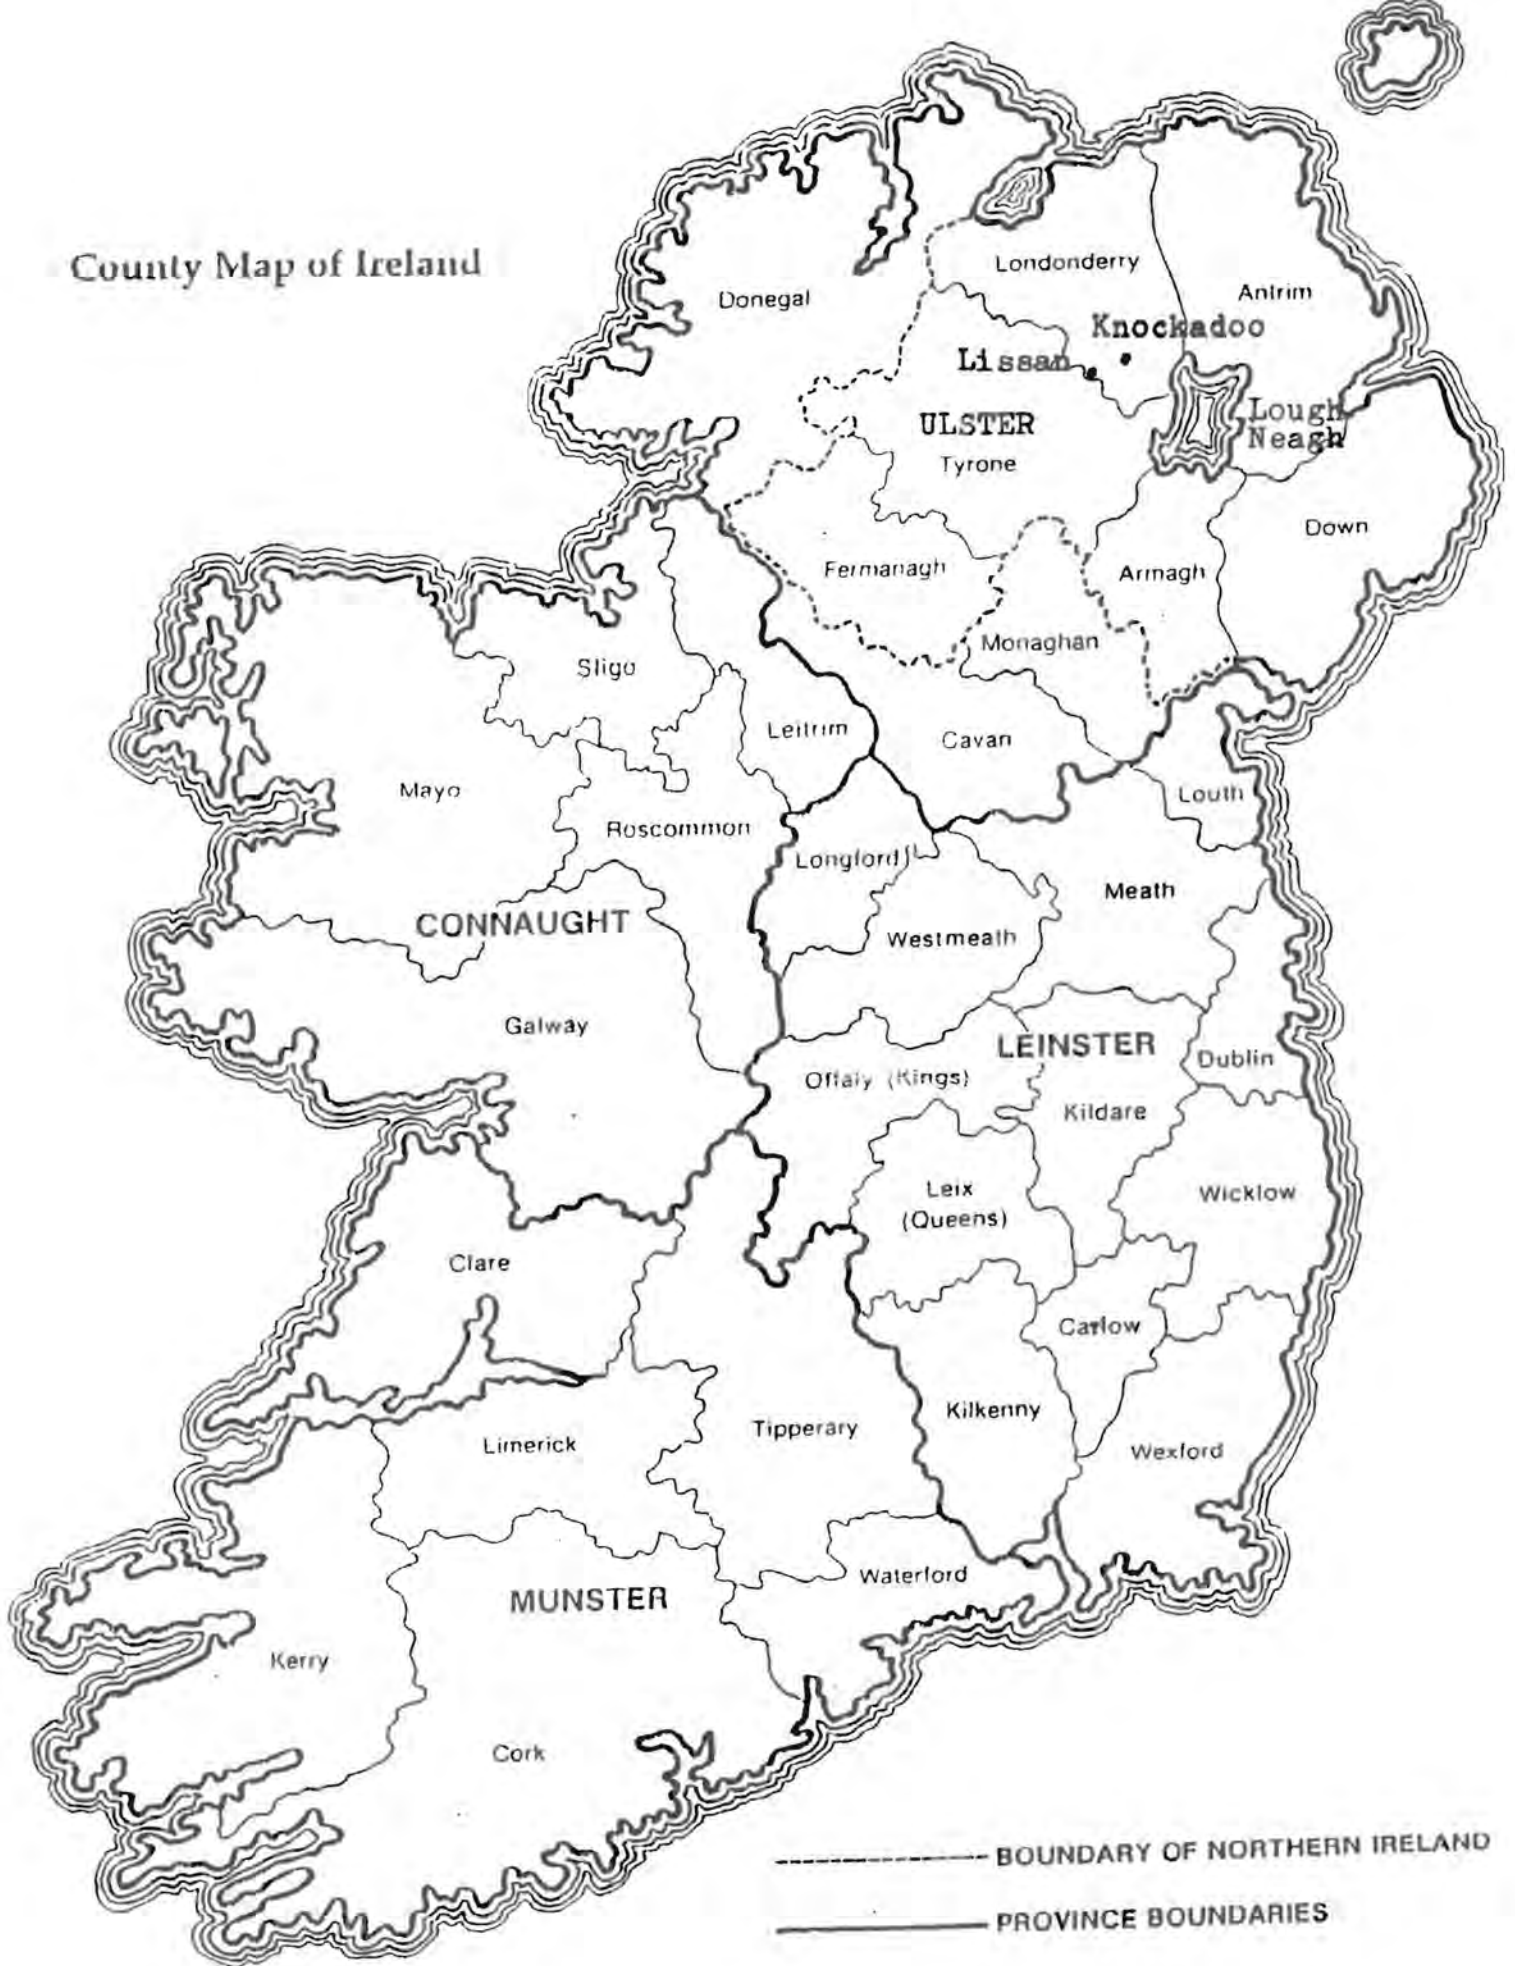 County Map of Ireland
Donegal
Londonderry
Antrim
Knockadoo
Lissan
ULSTER
Lough
Neagh
Tyrone
Down
Fermanagh
Armagh
Monaghan
Sligo
Leitrim
Cavan
Mayo
Louth
Roscommon
Longford
Meath
CONNAUGHT
Westmeath
Galway
LEINSTER
Dublin
Offaly (Kings)
Kildare
Leix
(Queens)
Wicklow
Clare
Carlow
Kilkenny
Tipperary
Limerick
Wexford
Waterford
MUNSTER
Kerry
Cork
BOUNDARY OF NORTHERN IRELAND
PROVINCE BOUNDARIES